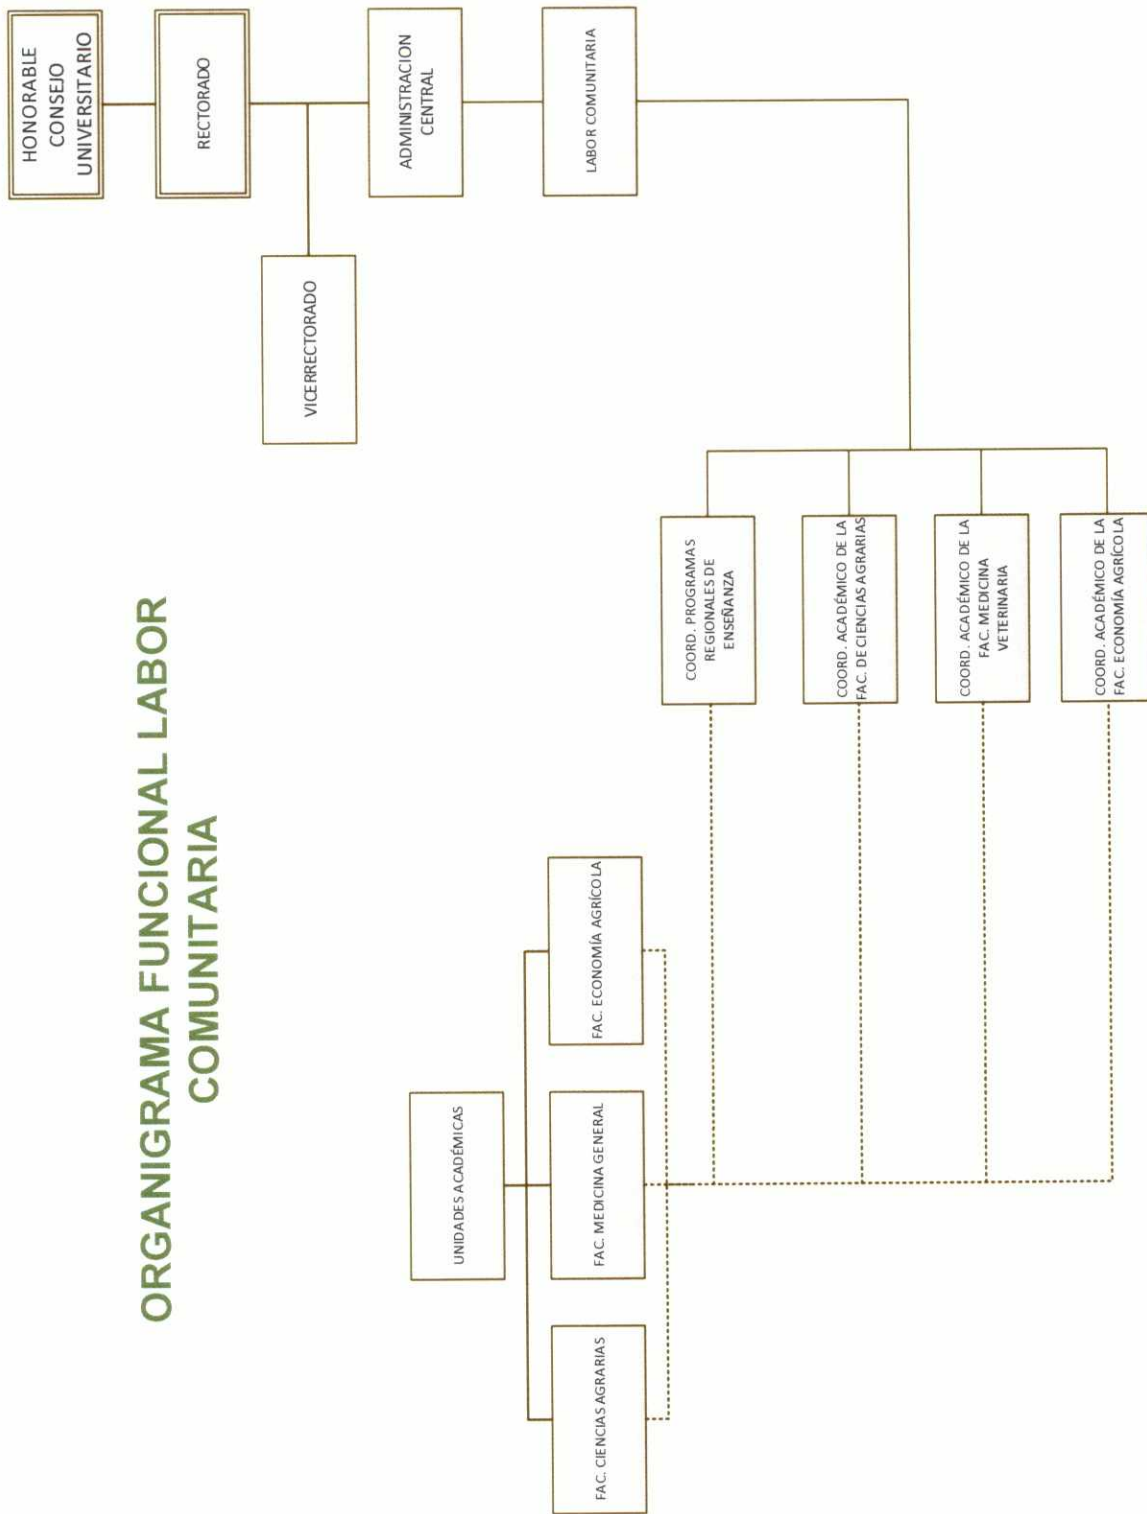 ORGANIGRAMA FUNCIONAL LABOR
COMUNITARIA
HONORABLE
CONSEJO
UNIVERSITARIO
RECTORADO
VICERRECTORADO
ADMINISTRACION
CENTRAL
LABOR COMUNITARIA
UNIDADES ACADÉMICAS
FAC. CIENCIAS AGRARIAS
FAC. MEDICINA GENERAL
FAC. ECONOMÍA AGRÍCOLA
COORD. PROGRAMAS
REGIONALES DE
ENSEÑANZA
COORD. ACADÉMICO DE LA
FAC. DE CIENCIAS AGRARIAS
COORD. ACADÉMICO DE LA
FAC. MEDICINA
VETERINARIA
COORD. ACADÉMICO DE LA
FAC. ECONOMÍA AGRÍCOLA